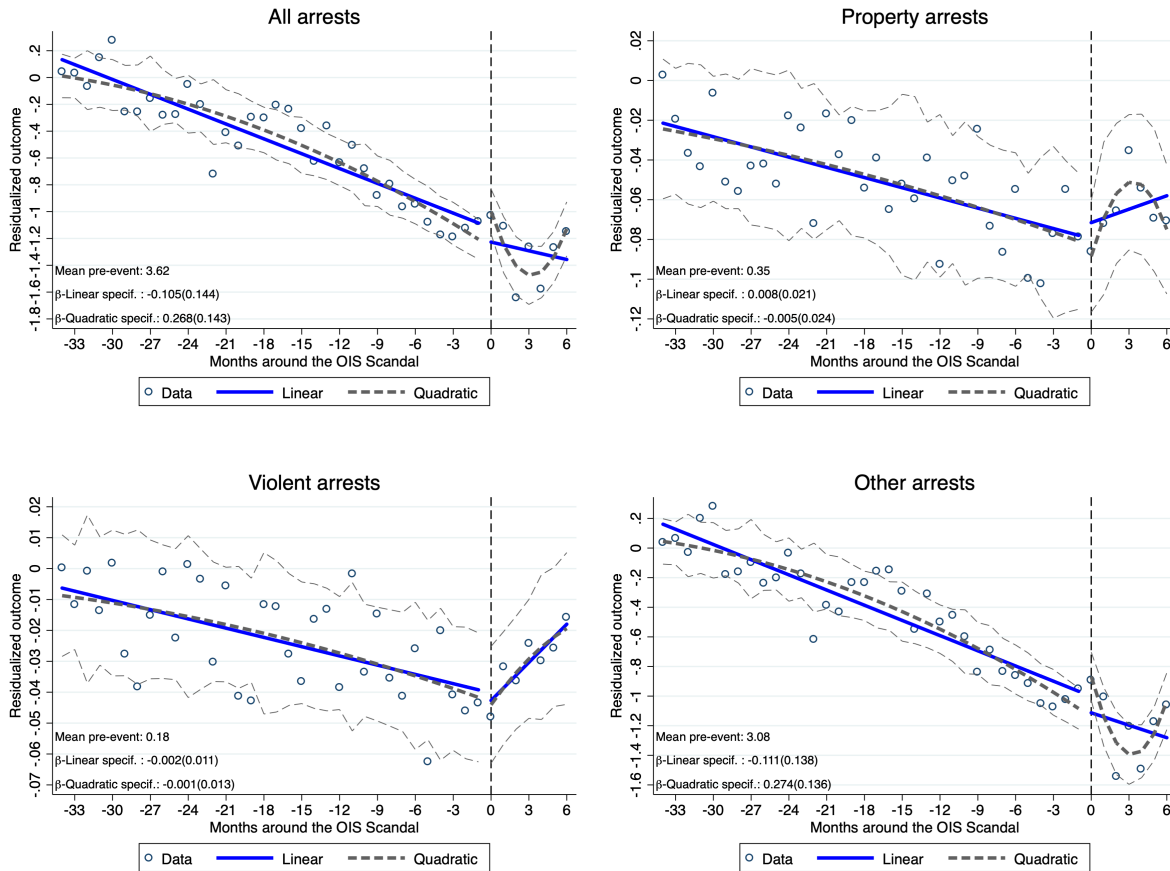 All arrests
Residualized outcome
.2
0
-.2
-.4
-.6
-.8
-1
-1.2
-1.4
-1.6
-1.8
Mean pre-event: 3.62
β-Linear specif. : -0.105(0.144)
β-Quadratic specif.: 0.268(0.143)
-33 -30 -27 -24 -21 -18 -15 -12 -9 -6 -3 0 3 6
Months around the OIS Scandal
Data Linear Quadratic
Property arrests
Residualized outcome
.02
0
-.02
-.04
-.06
-.08
-.1
-.12
Mean pre-event: 0.35
β-Linear specif. : 0.008(0.021)
β-Quadratic specif.: -0.005(0.024)
-33 -30 -27 -24 -21 -18 -15 -12 -9 -6 -3 0 3 6
Months around the OIS Scandal
Data Linear Quadratic
Violent arrests
Residualized outcome
.02
.01
0
-.01
-.02
-.03
-.04
-.05
-.06
-.07
Mean pre-event: 0.18
β-Linear specif. : -0.002(0.011)
β-Quadratic specif.: -0.001(0.013)
-33 -30 -27 -24 -21 -18 -15 -12 -9 -6 -3 0 3 6
Months around the OIS Scandal
Data Linear Quadratic
Other arrests
Residualized outcome
.2
0
-.2
-.4
-.6
-.8
-1
-1.2
-1.4
-1.6
Mean pre-event: 3.08
β-Linear specif. : -0.111(0.138)
β-Quadratic specif.: 0.274(0.136)
-33 -30 -27 -24 -21 -18 -15 -12 -9 -6 -3 0 3 6
Months around the OIS Scandal
Data Linear Quadratic